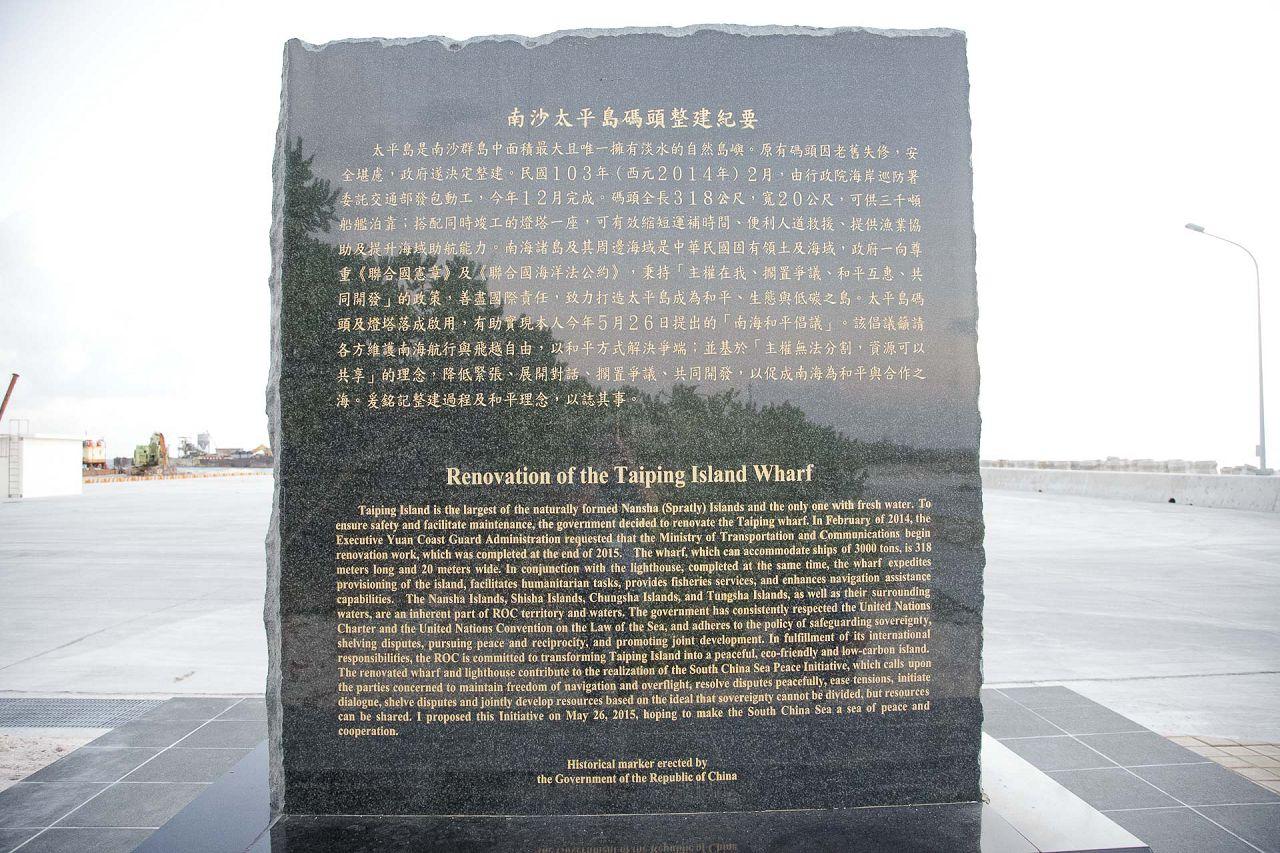 南沙太平島碼頭整建紀要
太平島是南沙群島中面積最大且唯一擁有淡水的自然島嶼。原有碼頭因老舊失修，安
全堪慮，政府遂決定整建。民國103年（西元2014年）2月，由行政院海岸巡防署
委託交通部發包動工，今年12月完成。碼頭全長318公尺，寬20公尺，可供三千噸
船艦泊靠；搭配同時竣工的燈塔一座，可有效縮短運補時間、便利人道救援、提供漁業協
助及提升海域助航能力。南海諸島及其周邊海域是中華民國固有領土及海域，政府一向尊
重《聯合國憲章》及《聯合國海洋法公約》，秉持「主權在我、擱置爭議、和平互惠、共
同開發」的政策，善盡國際責任，致力打造太平島成為和平、生態與低碳之島。太平島碼
頭及燈塔落成啟用，有助實現本人今年5月26日提出的「南海和平倡議」。該倡議籲請
各方維護南海航行與飛越自由，以和平方式解決爭端；並基於「主權無法分割，資源可以
共享」的理念，降低緊張、展開對話、擱置爭議、共同開發，以促成南海為和平與合作之
海。爰銘記整建過程及和平理念，以誌其事。
Renovation of the Taiping Island Wharf
Taiping Island is the largest of the naturally formed Nansha (Spratly) Islands and the only one with fresh water. To
ensure safety and facilitate maintenance, the government decided to renovate the Taiping wharf. In February of 2014, the
Executive Yuan Coast Guard Administration requested that the Ministry of Transportation and Communications begin
renovation work, which was completed at the end of 2015. The wharf, which can accommodate ships of 3000 tons, is 318
meters long and 20 meters wide. In conjunction with the lighthouse, completed at the same time, the wharf expedites
provisioning of the island, facilitates humanitarian tasks, provides fisheries services, and enhances navigation assistance
capabilities. The Nansha Islands, Shisha Islands, Chungsha Islands, and Tungsha Islands, as well as their surrounding
waters, are an inherent part of ROC territory and waters. The government has consistently respected the United Nations
Charter and the United Nations Convention on the Law of the Sea, and adheres to the policy of safeguarding sovereignty,
shelving disputes, pursuing peace and reciprocity, and promoting joint development. In fulfillment of its international
responsibilities, the ROC is committed to transforming Taiping Island into a peaceful, eco-friendly and low-carbon island.
The renovated wharf and lighthouse contribute to the realization of the South China Sea Peace Initiative, which calls upon
the parties concerned to maintain freedom of navigation and overflight, resolve disputes peacefully, ease tensions, initiate
dialogue, shelve disputes and jointly develop resources based on the ideal that sovereignty cannot be divided, but resources
can be shared. I proposed this Initiative on May 26, 2015, hoping to make the South China Sea a sea of peace and
cooperation.
Historical marker erected by
the Government of the Republic of China